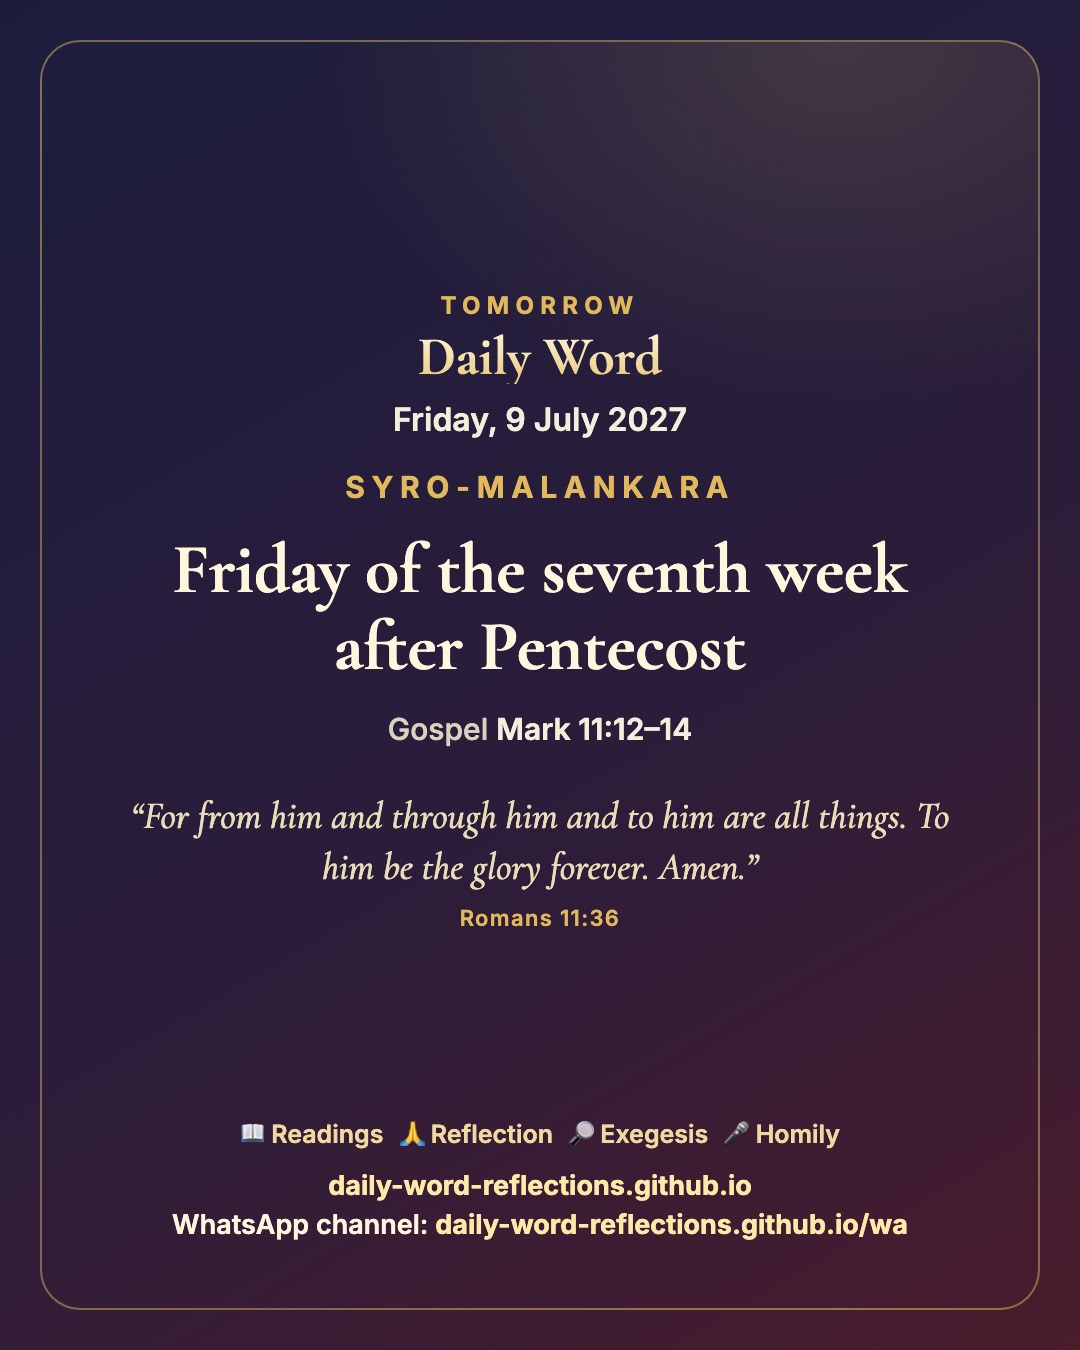 TOMORROW
Daily Word
Friday, 9 July 2027
SYRO-MALANKARA
Friday of the seventh week
after Pentecost
Gospel Mark 11:12–14
“For from him and through him and to him are all things. To
him be the glory forever. Amen.”
Romans 11:36
📖 Readings 🙏 Reflection 🔎 Exegesis 🎤 Homily
daily-word-reflections.github.io
WhatsApp channel: daily-word-reflections.github.io/wa